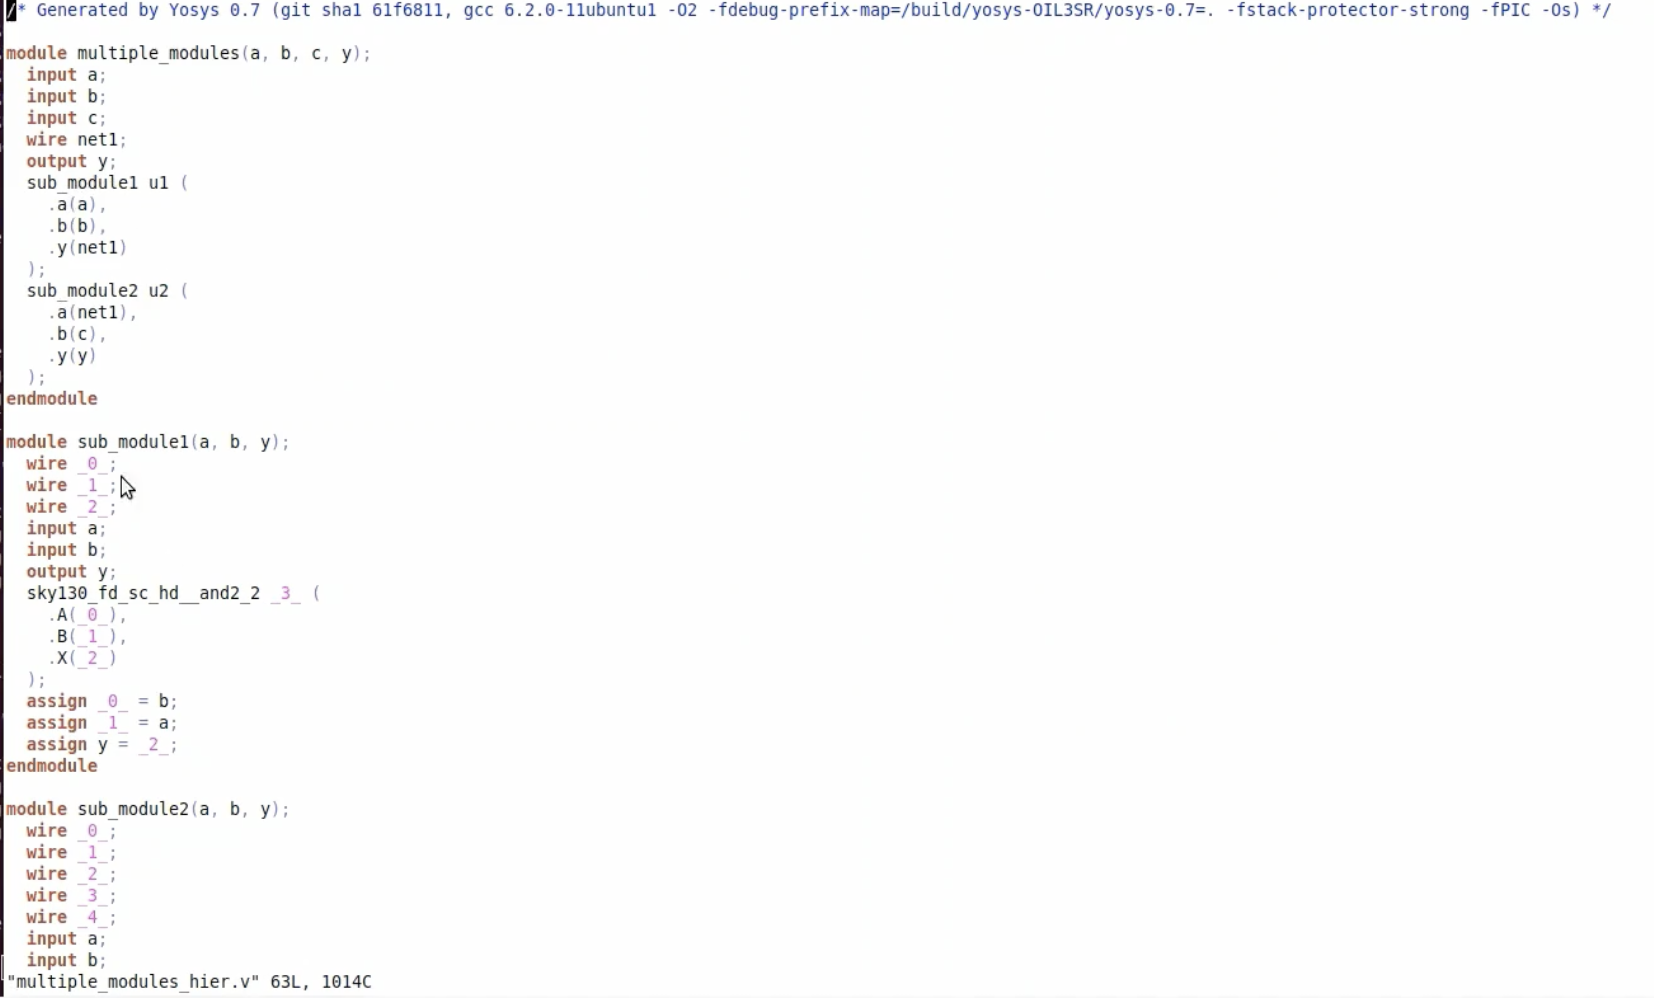 /* Generated by Yosys 0.7 (git sha1 61f6811, gcc 6.2.0-11ubuntu1 -O2 -fdebug-prefix-map=/build/yosys-OIL3SR/yosys-0.7=. -fstack-protector-strong -fPIC -Os) */
module multiple_modules(a, b, c, y);
input a;
input b;
input c;
wire net1;
output y;
sub_module1 u1 (
.a(a),
.b(b),
.y(net1)
);
sub_module2 u2 (
.a(net1),
.b(c),
.y(y)
);
endmodule
module sub_module1(a, b, y);
wire _0_;
wire _1_;
wire _2_;
input a;
input b;
output y;
sky130_fd_sc_hd__and2_2 _3_ (
.A(_0_),
.B(_1_),
.X(_2_)
);
assign _0_ = b;
assign _1_ = a;
assign y = _2_;
endmodule
module sub_module2(a, b, y);
wire _0_;
wire _1_;
wire _2_;
wire _3_;
wire _4_;
input a;
input b;
"multiple_modules_hier.v" 63L, 1014C